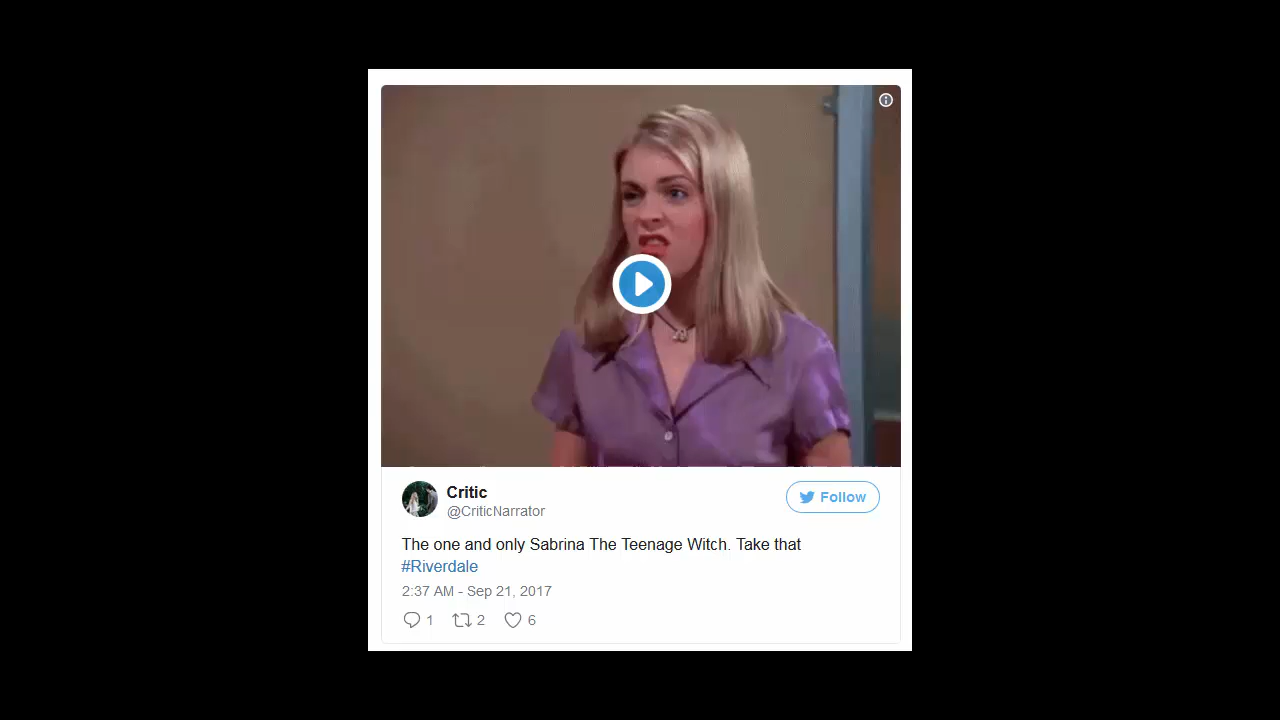 Critic
@CriticNarrator
Follow
The one and only Sabrina The Teenage Witch. Take that
#Riverdale
2:37 AM - Sep 21, 2017
1 2 6